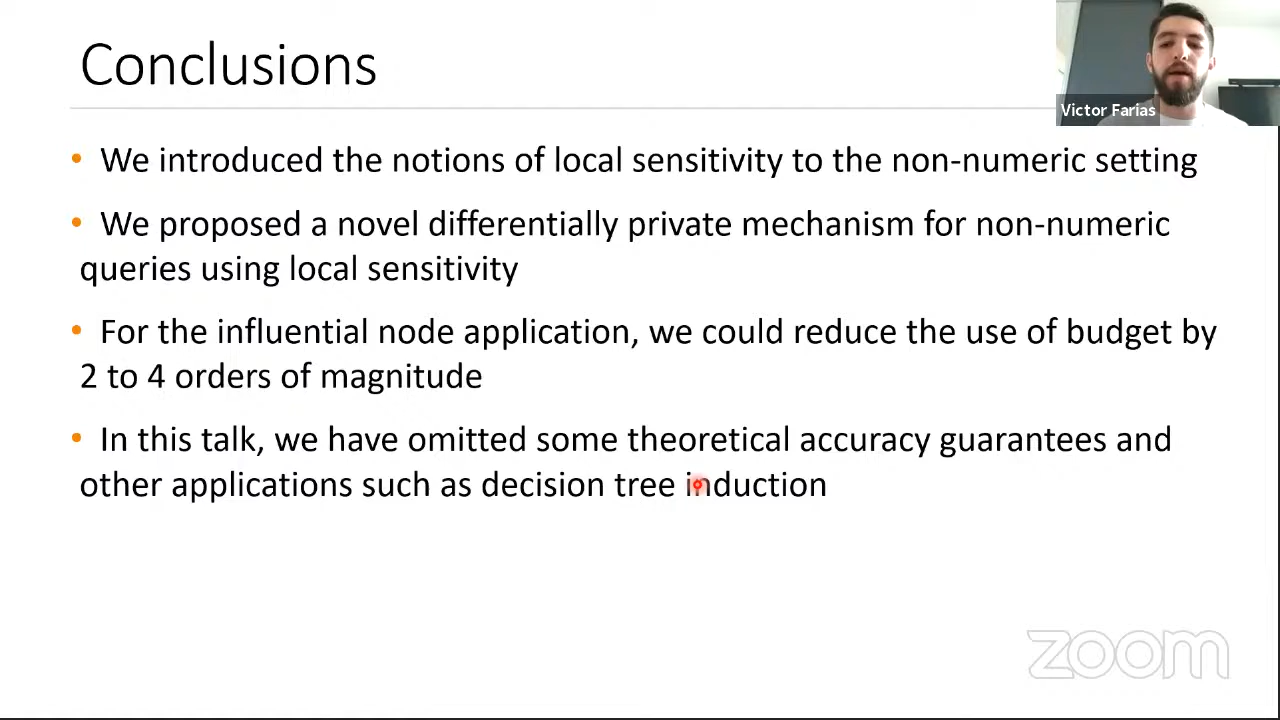 Conclusions
Victor Farias
• We introduced the notions of local sensitivity to the non-numeric setting
• We proposed a novel differentially private mechanism for non-numeric
queries using local sensitivity
• For the influential node application, we could reduce the use of budget by
2 to 4 orders of magnitude
• In this talk, we have omitted some theoretical accuracy guarantees and
other applications such as decision tree induction
zoom